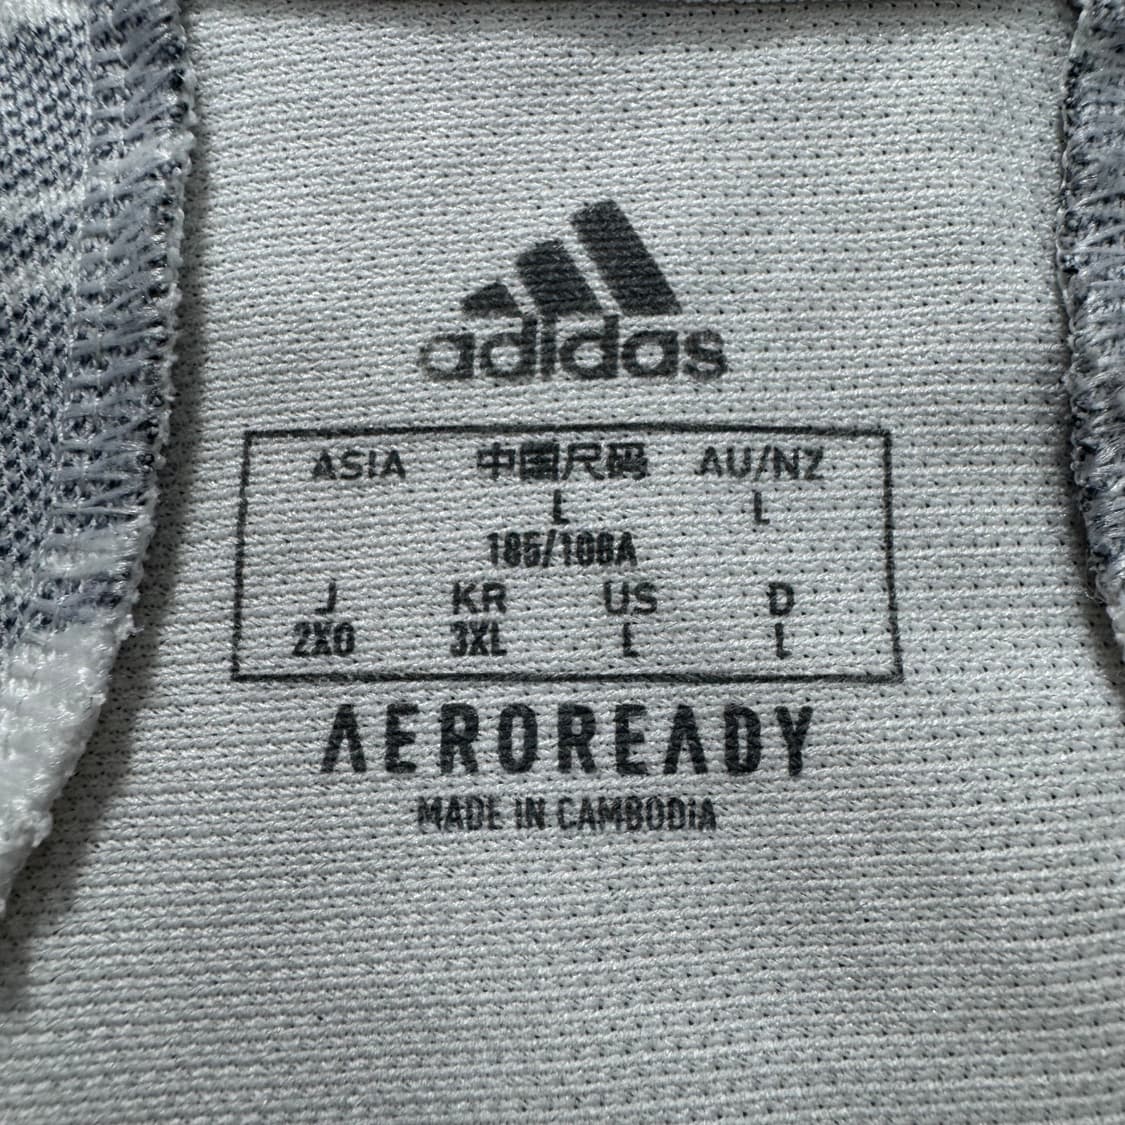 adidas
ASIA 中国尺码 AU/NZ
L L
185/108A
J KR US D
2XO 3XL L L
AEROREADY
MADE IN CAMBODIA